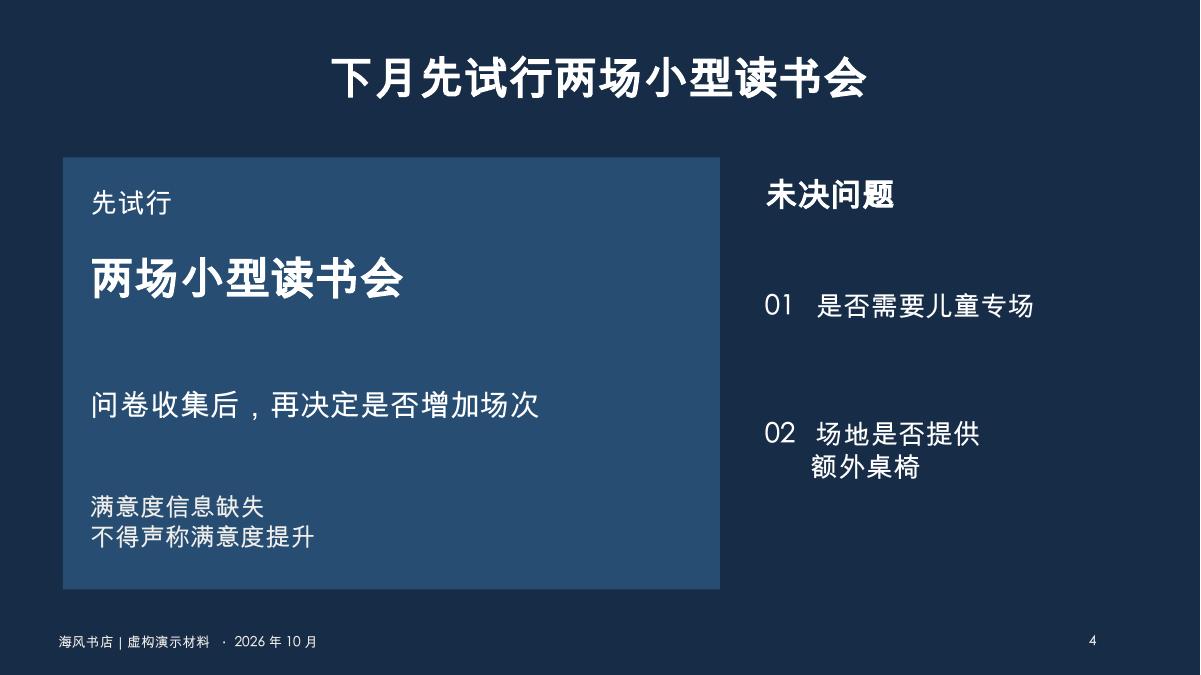 下月先试行两场小型读书会
先试行
两场小型读书会
问卷收集后，再决定是否增加场次
满意度信息缺失
不得声称满意度提升
未决问题
01 是否需要儿童专场
02 场地是否提供
额外桌椅
海风书店 | 虚构演示材料 · 2026 年 10 月
4